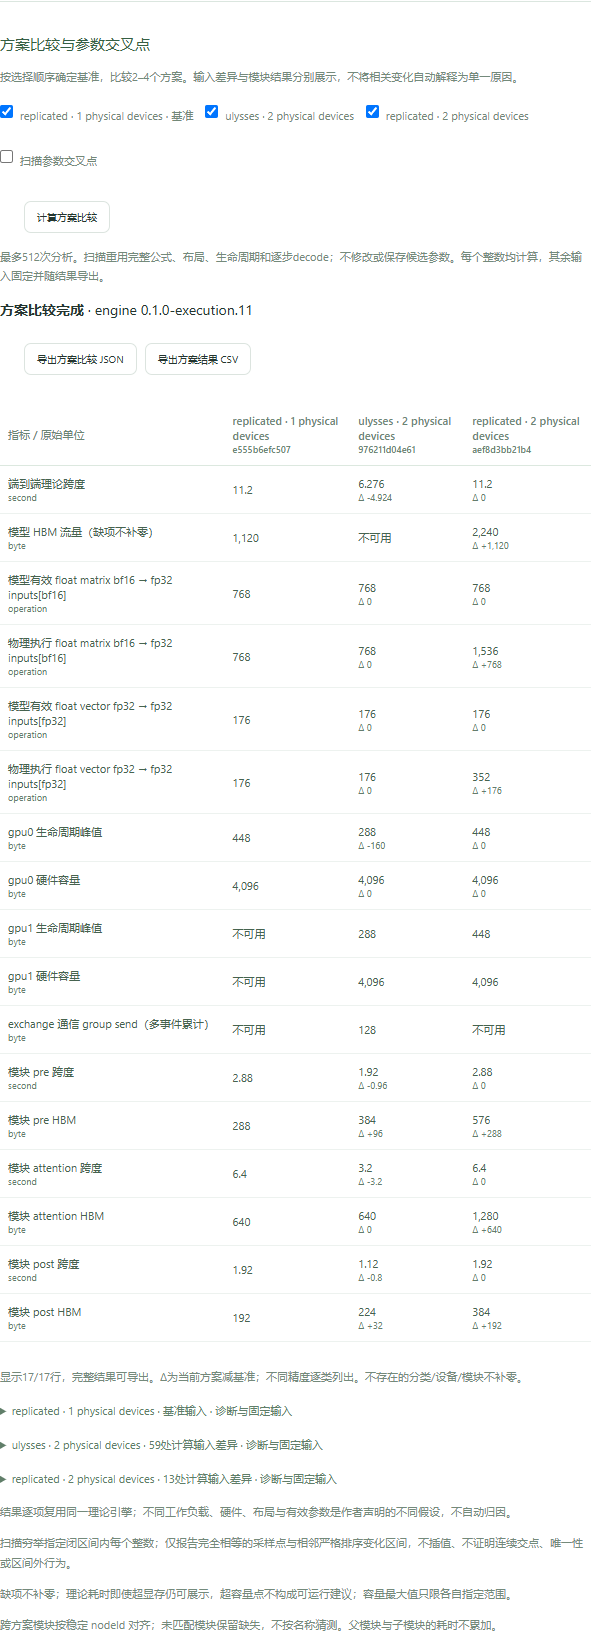 方案比较与参数交叉点
按选择顺序确定基准，比较2–4个方案。输入差异与模块结果分别展示，不将相关变化自动解释为单一原因。
replicated · 1 physical devices · 基准
ulysses · 2 physical devices
replicated · 2 physical devices
扫描参数交叉点
计算方案比较
最多512次分析。扫描重用完整公式、布局、生命周期和逐步decode；不修改或保存候选参数。每个整数均计算，其余输
入固定并随结果导出。
方案比较完成 · engine 0.1.0-execution.11
导出方案比较 JSON
导出方案结果 CSV
指标 / 原始单位
replicated · 1 physical
devices
e555b6efc507
ulysses · 2 physical
devices
976211d04e61
replicated · 2 physical
devices
aef8d3bb21b4
端到端理论跨度
second
11.2
6.276
Δ -4.924
11.2
Δ 0
模型 HBM 流量（缺项不补零）
byte
1,120
不可用
2,240
Δ +1,120
模型有效 float matrix bf16 → fp32
inputs[bf16]
operation
768
768
Δ 0
768
Δ 0
物理执行 float matrix bf16 → fp32
inputs[bf16]
operation
768
768
Δ 0
1,536
Δ +768
模型有效 float vector fp32 → fp32
inputs[fp32]
operation
176
176
Δ 0
176
Δ 0
物理执行 float vector fp32 → fp32
inputs[fp32]
operation
176
176
Δ 0
352
Δ +176
gpu0 生命周期峰值
byte
448
288
Δ -160
448
Δ 0
gpu0 硬件容量
byte
4,096
4,096
Δ 0
4,096
Δ 0
gpu1 生命周期峰值
byte
不可用
288
448
gpu1 硬件容量
byte
不可用
4,096
4,096
exchange 通信 group send（多事件累计）
byte
不可用
128
不可用
模块 pre 跨度
second
2.88
1.92
Δ -0.96
2.88
Δ 0
模块 pre HBM
byte
288
384
Δ +96
576
Δ +288
模块 attention 跨度
second
6.4
3.2
Δ -3.2
6.4
Δ 0
模块 attention HBM
byte
640
640
Δ 0
1,280
Δ +640
模块 post 跨度
second
1.92
1.12
Δ -0.8
1.92
Δ 0
模块 post HBM
byte
192
224
Δ +32
384
Δ +192
显示17/17行，完整结果可导出。Δ为当前方案减基准；不同精度逐类列出。不存在的分类/设备/模块不补零。
replicated · 1 physical devices · 基准输入 · 诊断与固定输入
ulysses · 2 physical devices · 59处计算输入差异 · 诊断与固定输入
replicated · 2 physical devices · 13处计算输入差异 · 诊断与固定输入
结果逐项复用同一理论引擎；不同工作负载、硬件、布局与有效参数是作者声明的不同假设，不自动归因。
扫描穷举指定闭区间内每个整数；仅报告完全相等的采样点与相邻严格排序变化区间，不插值、不证明连续交点、唯一性
或区间外行为。
缺项不补零；理论耗时即使超显存仍可展示，超容量点不构成可运行建议；容量最大值只限各自指定范围。
跨方案模块按稳定 nodeId 对齐；未匹配模块保留缺失，不按名称猜测。父模块与子模块的耗时不累加。